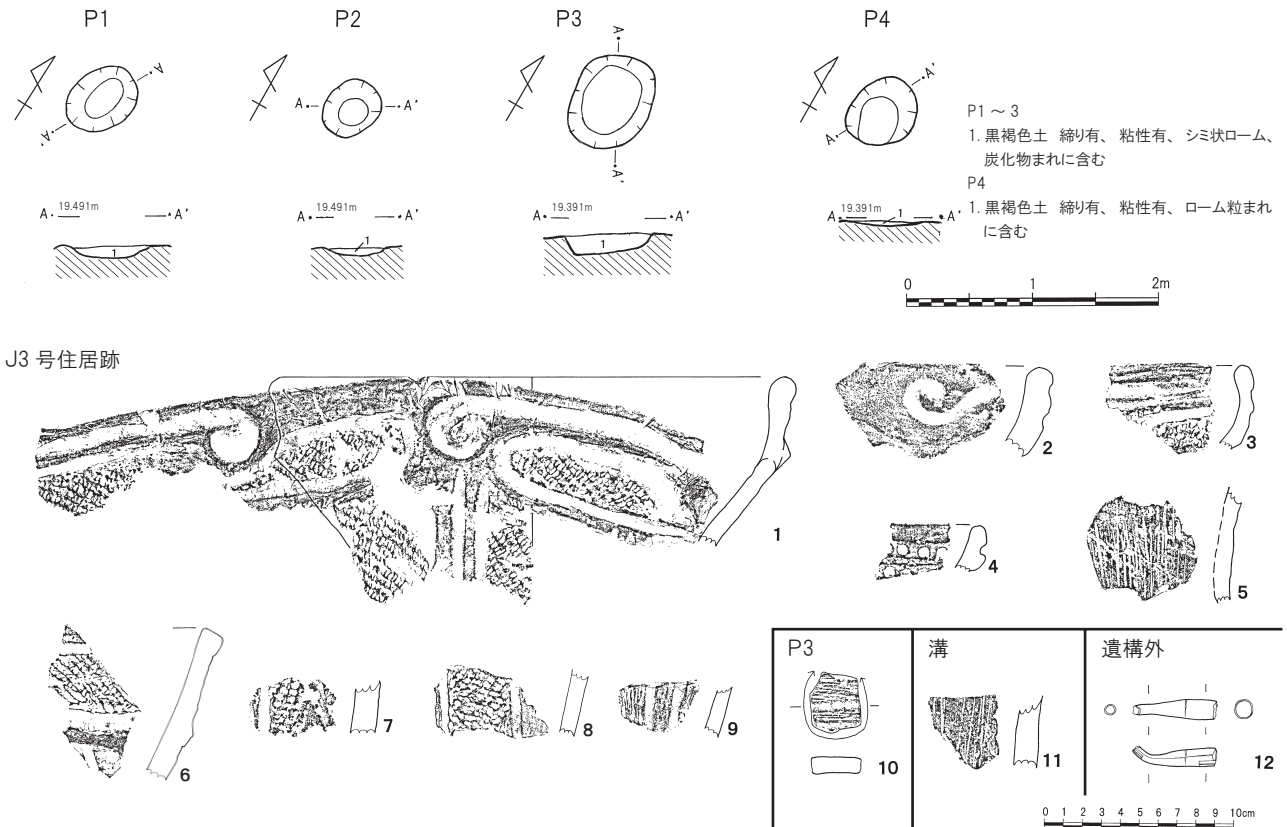 P1
P2
P3
P4
A
A'
A
A'
A
A'
A
A'
P1 ～ 3
1. 黒褐色土 締り有、 粘性有、 シミ状ローム、
炭化物まれに含む
P4
1. 黒褐色土 締り有、 粘性有、 ローム粒まれ
に含む
A 19.491m A'
A 19.491m A'
A 19.391m A'
A 19.391m A'
1
1
1
1
0 1 2m
J3 号住居跡
1
2
3
4
5
6
7
8
9
P3
溝
遺構外
10
11
12
0 1 2 3 4 5 6 7 8 9 10cm